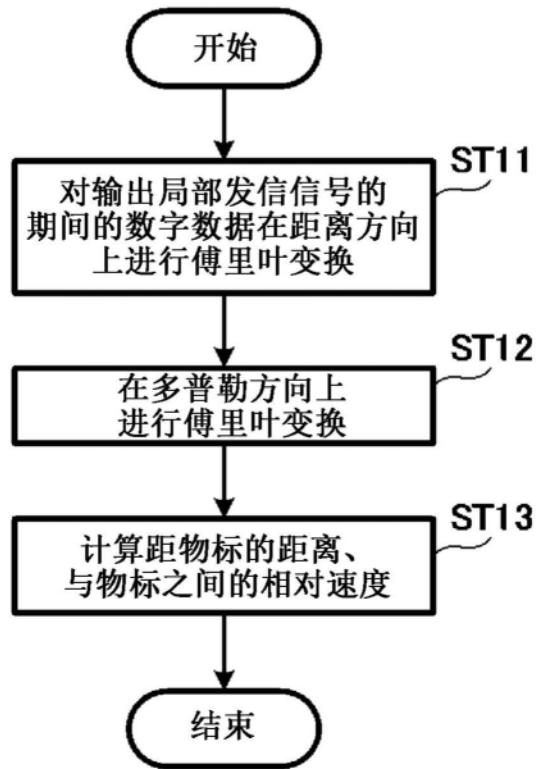 开始
ST11
对输出局部发信信号的
期间的数字数据在距离方向
上进行傅里叶变换
ST12
在多普勒方向上
进行傅里叶变换
ST13
计算距物标的距离、
与物标之间的相对速度
结束